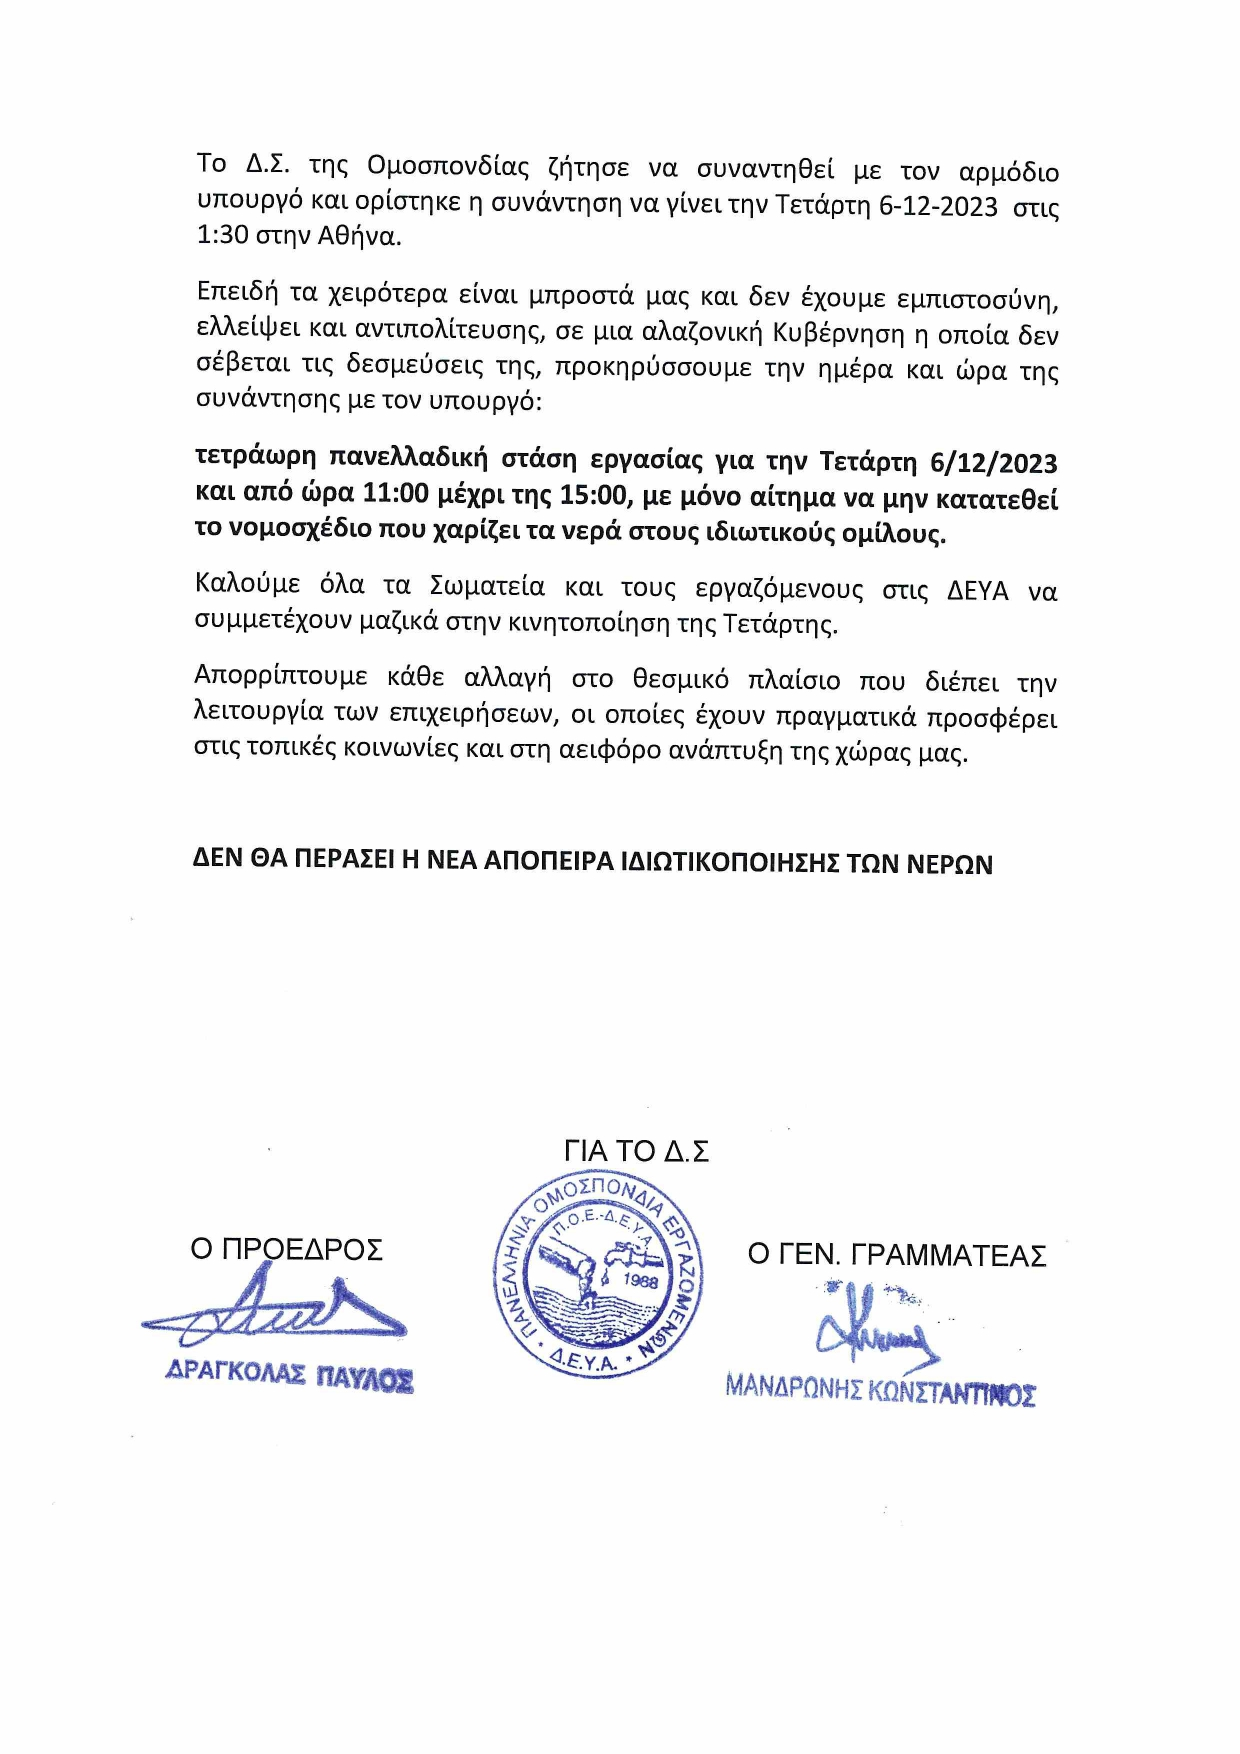 Το Δ.Σ. της Ομοσπονδίας ζήτησε να συναντηθεί με τον αρμόδιο
υπουργό και ορίστηκε η συνάντηση να γίνει την Τετάρτη 6-12-2023 στις
1:30 στην Αθήνα.
Επειδή τα χειρότερα είναι μπροστά μας και δεν έχουμε εμπιστοσύνη,
ελλείψει και αντιπολίτευσης, σε μια αλαζονική Κυβέρνηση η οποία δεν
σέβεται τις δεσμεύσεις της, προκηρύσσουμε την ημέρα και ώρα της
συνάντησης με τον υπουργό:
τετράωρη πανελλαδική στάση εργασίας για την Τετάρτη 6/12/2023
και από ώρα 11:00 μέχρι της 15:00, με μόνο αίτημα να μην κατατεθεί
το νομοσχέδιο που χαρίζει τα νερά στους ιδιωτικούς ομίλους.
Καλούμε όλα τα Σωματεία και τους εργαζόμενους στις ΔΕΥΑ να
συμμετέχουν μαζικά στην κινητοποίηση της Τετάρτης.
Απορρίπτουμε κάθε αλλαγή στο θεσμικό πλαίσιο που διέπει την
λειτουργία των επιχειρήσεων, οι οποίες έχουν πραγματικά προσφέρει
στις τοπικές κοινωνίες και στη αειφόρο ανάπτυξη της χώρας μας.
ΔΕΝ ΘΑ ΠΕΡΑΣΕΙ Η ΝΕΑ ΑΠΟΠΕΙΡΑ ΙΔΙΩΤΙΚΟΠΟΙΗΣΗΣ ΤΩΝ ΝΕΡΩΝ
ΓΙΑ ΤΟ Δ.Σ
ΠΑΝΕΛΛΗΝΙΑ ΟΜΟΣΠΟΝΔΙΑ ΕΡΓΑΖΟΜΕΝΩΝ
Π.Ο.Ε.-Δ.Ε.Υ.Α
1988
• Δ.Ε.Υ.Α. •
Ο ΠΡΟΕΔΡΟΣ
ΔΡΑΓΚΟΛΑΣ ΠΑΥΛΟΣ
Ο ΓΕΝ. ΓΡΑΜΜΑΤΕΑΣ
ΜΑΝΔΡΩΝΗΣ ΚΩΝΣΤΑΝΤΙΝΟΣ